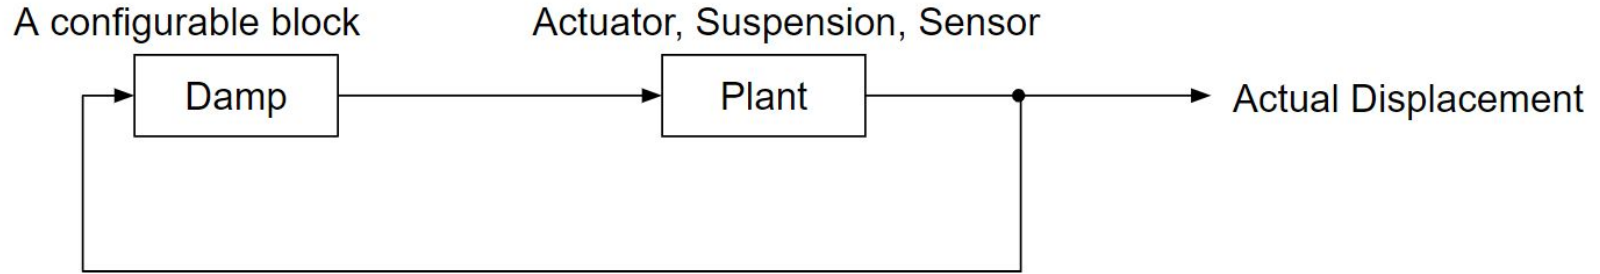 A configurable block
Actuator, Suspension, Sensor
Damp
Plant
Actual Displacement